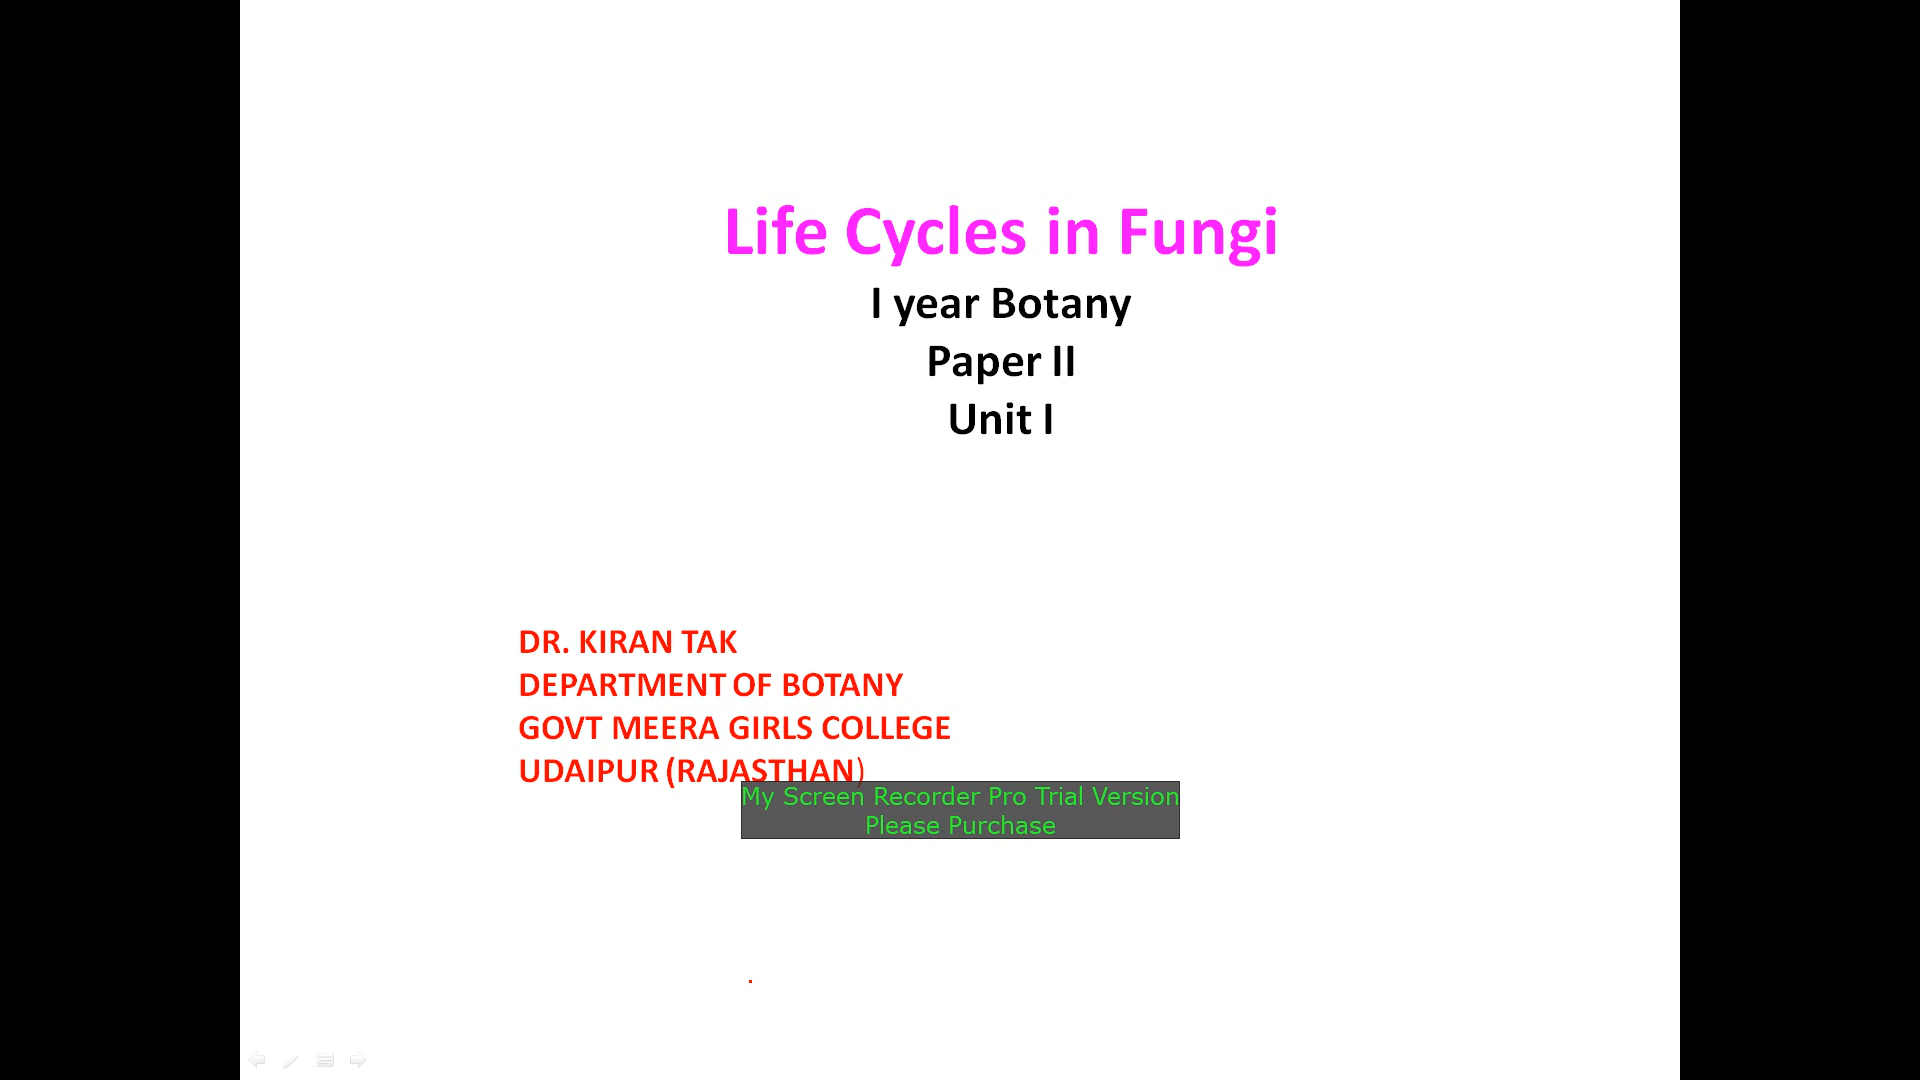 Life Cycles in Fungi
I year Botany
Paper II
Unit I
DR. KIRAN TAK
DEPARTMENT OF BOTANY
GOVT MEERA GIRLS COLLEGE
UDAIPUR (RAJASTHAN)
My Screen Recorder Pro Trial Version
Please Purchase